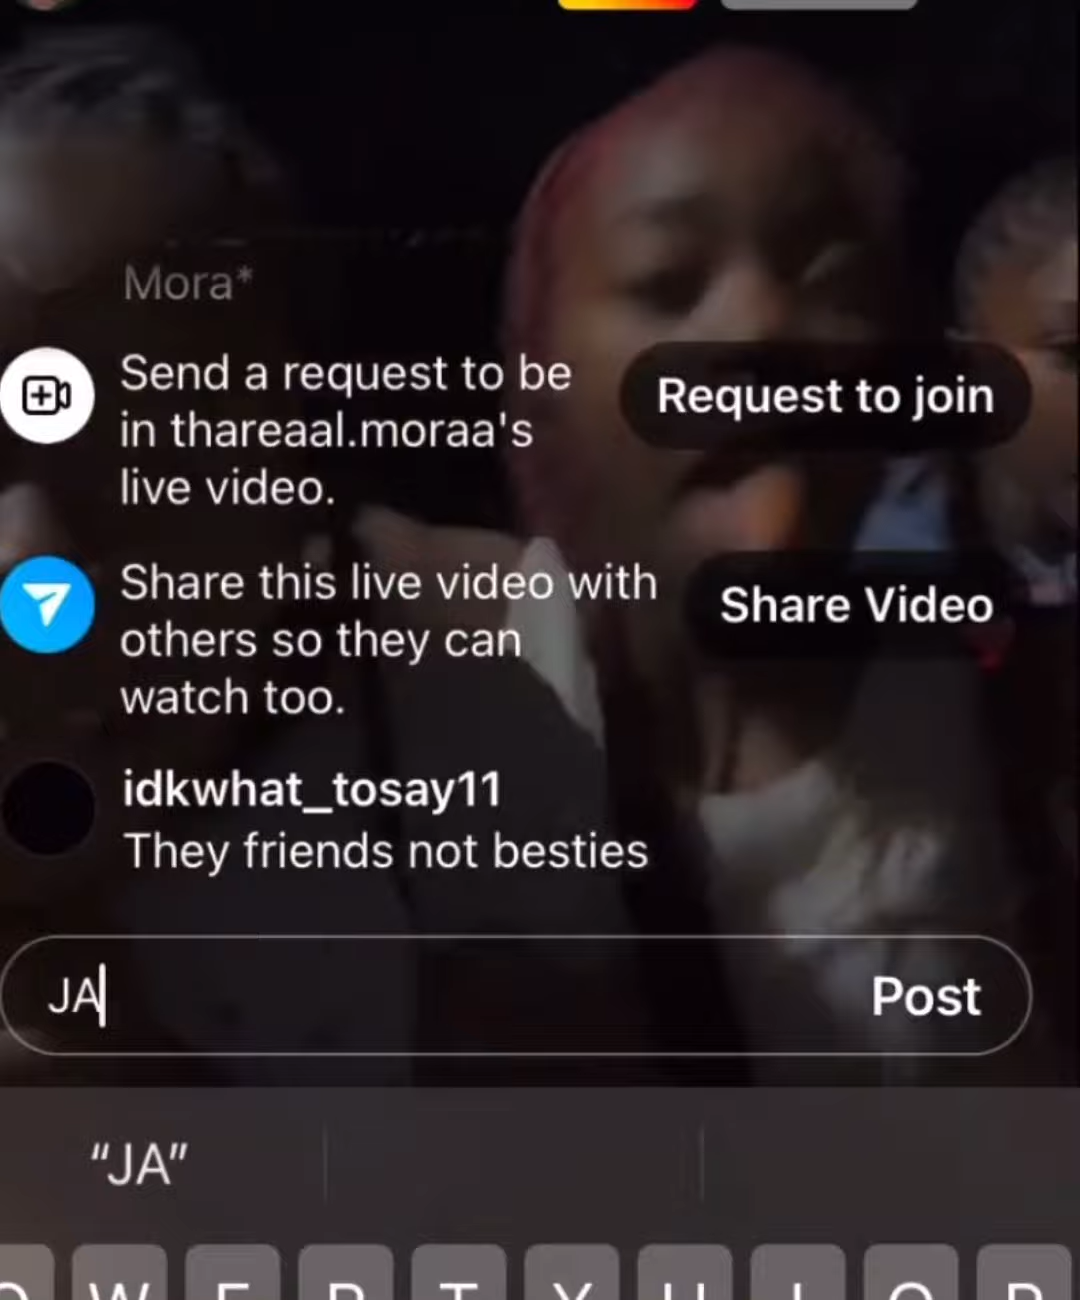 Mora*
Send a request to be
in thareaal.moraa's
live video.
Request to join
Share this live video with
others so they can
watch too.
Share Video
idkwhat_tosay11
They friends not besties
JA
Post
“JA”
W E R T Y U I O P